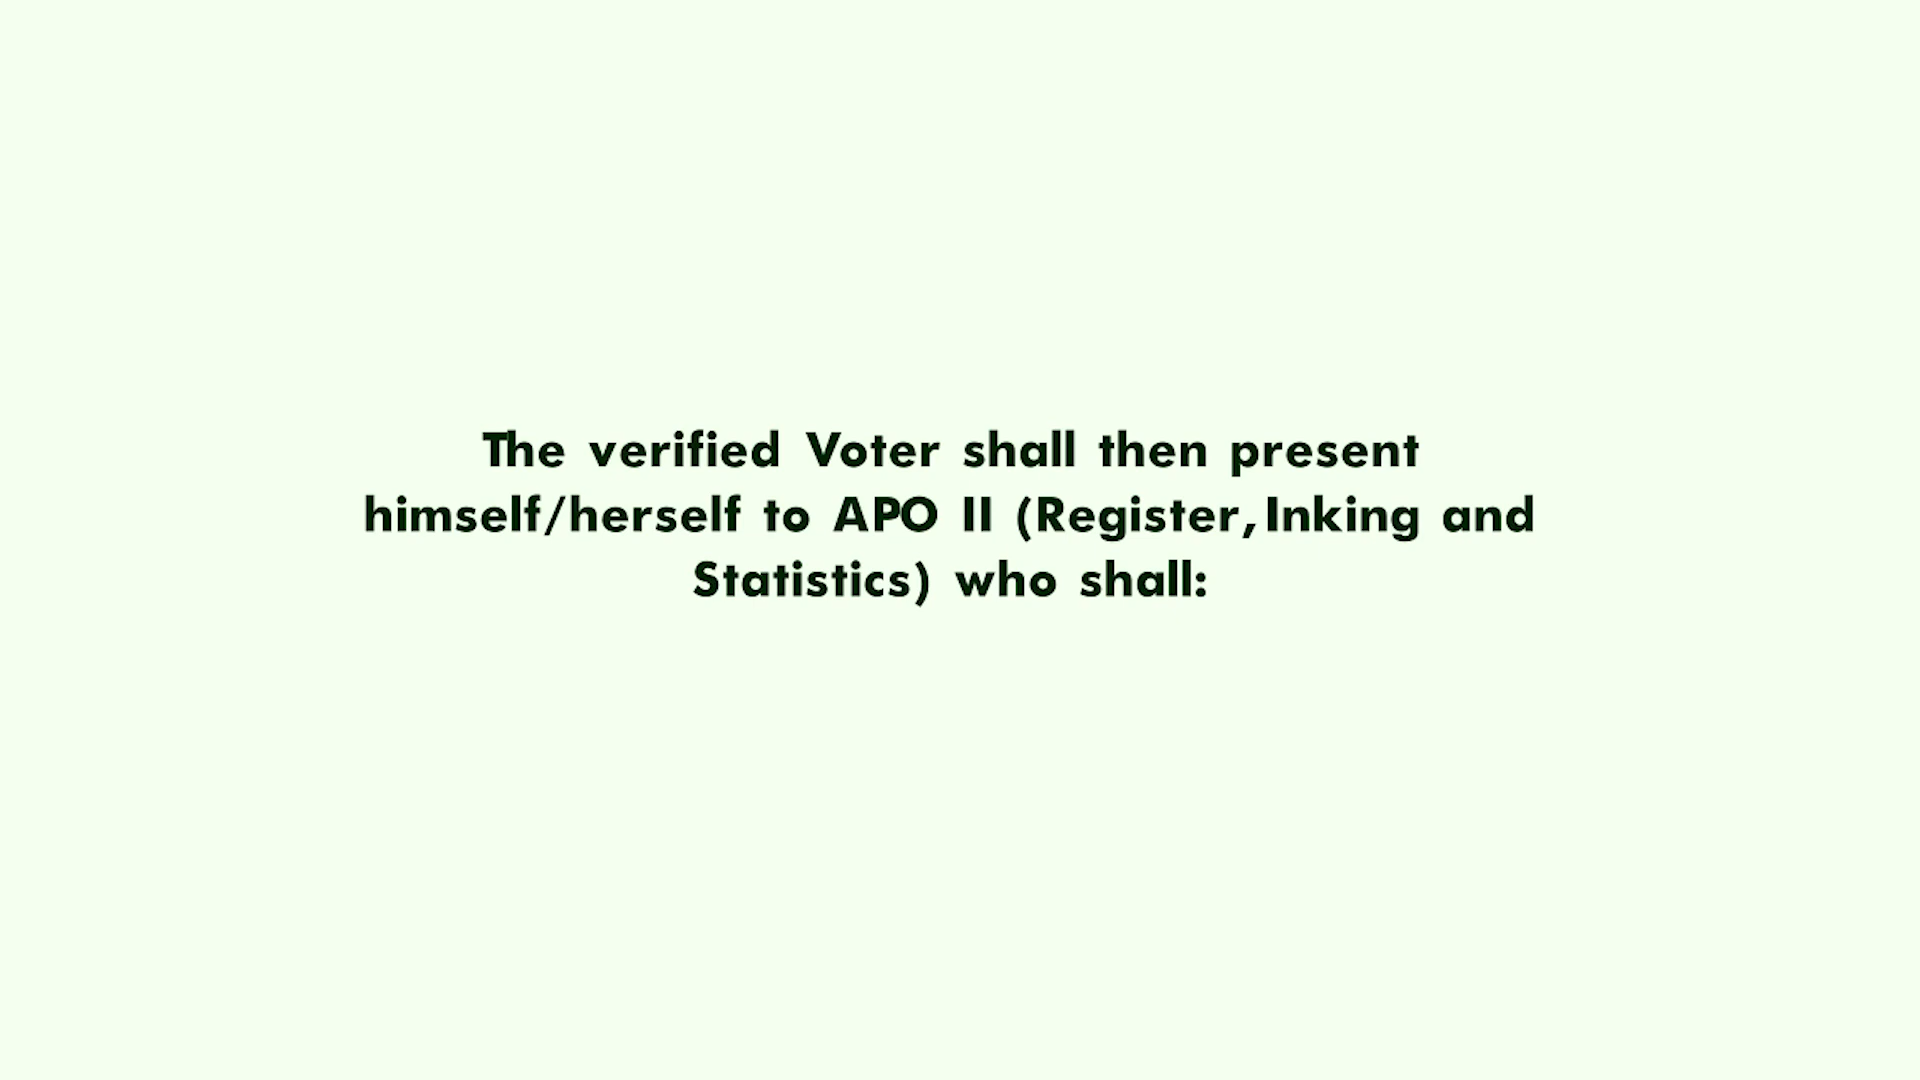 The verified Voter shall then present
himself/herself to APO II (Register, Inking and
Statistics) who shall: